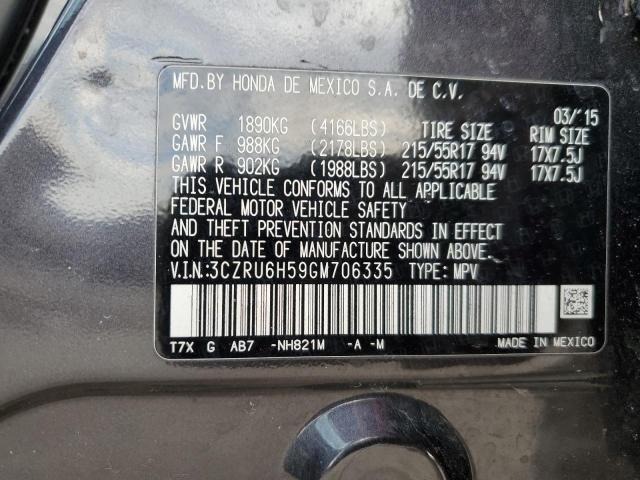 MFD.BY HONDA DE MEXICO S.A. DE C.V.
03/'15
GVWR 1890KG (4166LBS) TIRE SIZE RIM SIZE
GAWR F 988KG (2178LBS) 215/55R17 94V 17X7.5J
GAWR R 902KG (1988LBS) 215/55R17 94V 17X7.5J
THIS VEHICLE CONFORMS TO ALL APPLICABLE
FEDERAL MOTOR VEHICLE SAFETY
AND THEFT PREVENTION STANDARDS IN EFFECT
ON THE DATE OF MANUFACTURE SHOWN ABOVE.
V.I.N:3CZRU6H59GM706335 TYPE: MPV
T7X G AB7 -NH821M -A -M MADE IN MEXICO